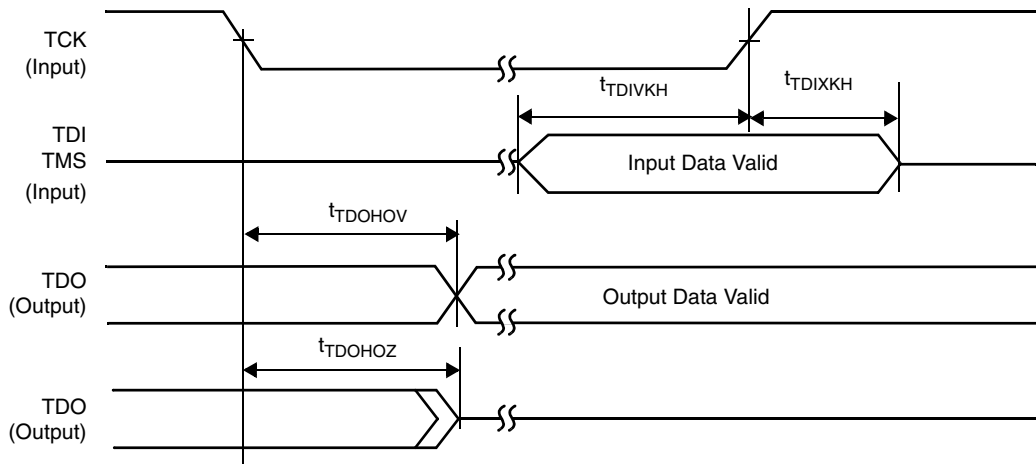 TCK
(Input)
tTDIVKH
tTDIXKH
TDI
TMS
(Input)
Input Data Valid
tTDOHOV
TDO
(Output)
Output Data Valid
tTDOHOZ
TDO
(Output)